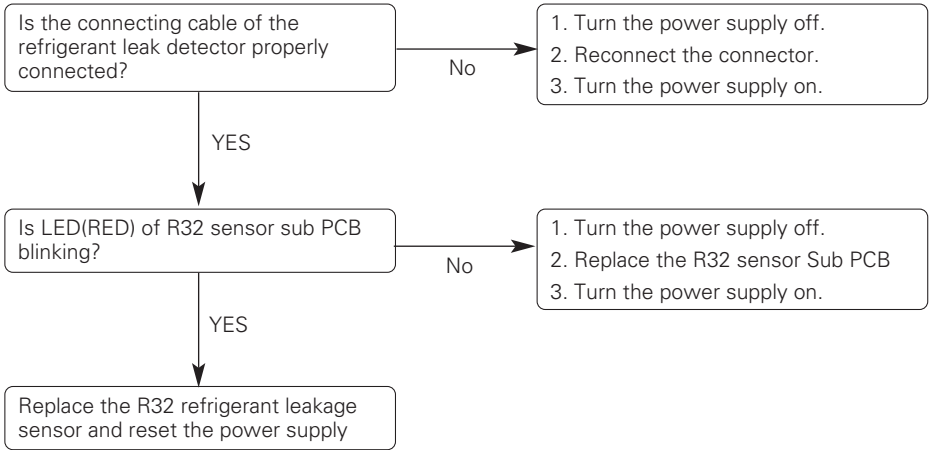 Is the connecting cable of the
refrigerant leak detector properly
connected?
No
1. Turn the power supply off.
2. Reconnect the connector.
3. Turn the power supply on.
YES
Is LED(RED) of R32 sensor sub PCB
blinking?
No
1. Turn the power supply off.
2. Replace the R32 sensor Sub PCB
3. Turn the power supply on.
YES
Replace the R32 refrigerant leakage
sensor and reset the power supply